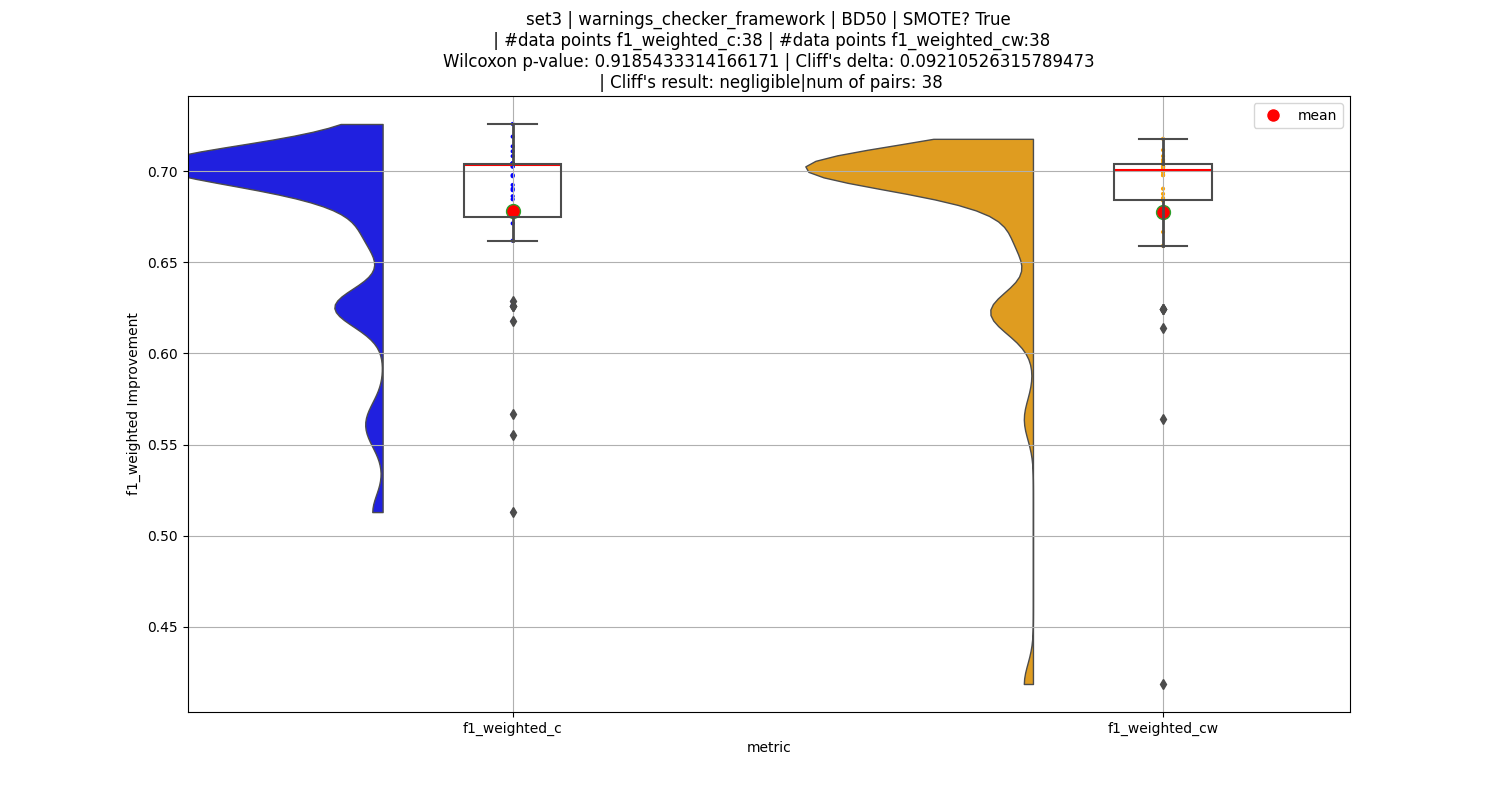 set3 | warnings_checker_framework | BD50 | SMOTE? True
| #data points f1_weighted_c:38 | #data points f1_weighted_cw:38
Wilcoxon p-value: 0.9185433314166171 | Cliff's delta: 0.09210526315789473
| Cliff's result: negligible|num of pairs: 38
mean
0.70
0.65
0.60
0.55
0.50
0.45
f1_weighted Improvement
f1_weighted_c
f1_weighted_cw
metric